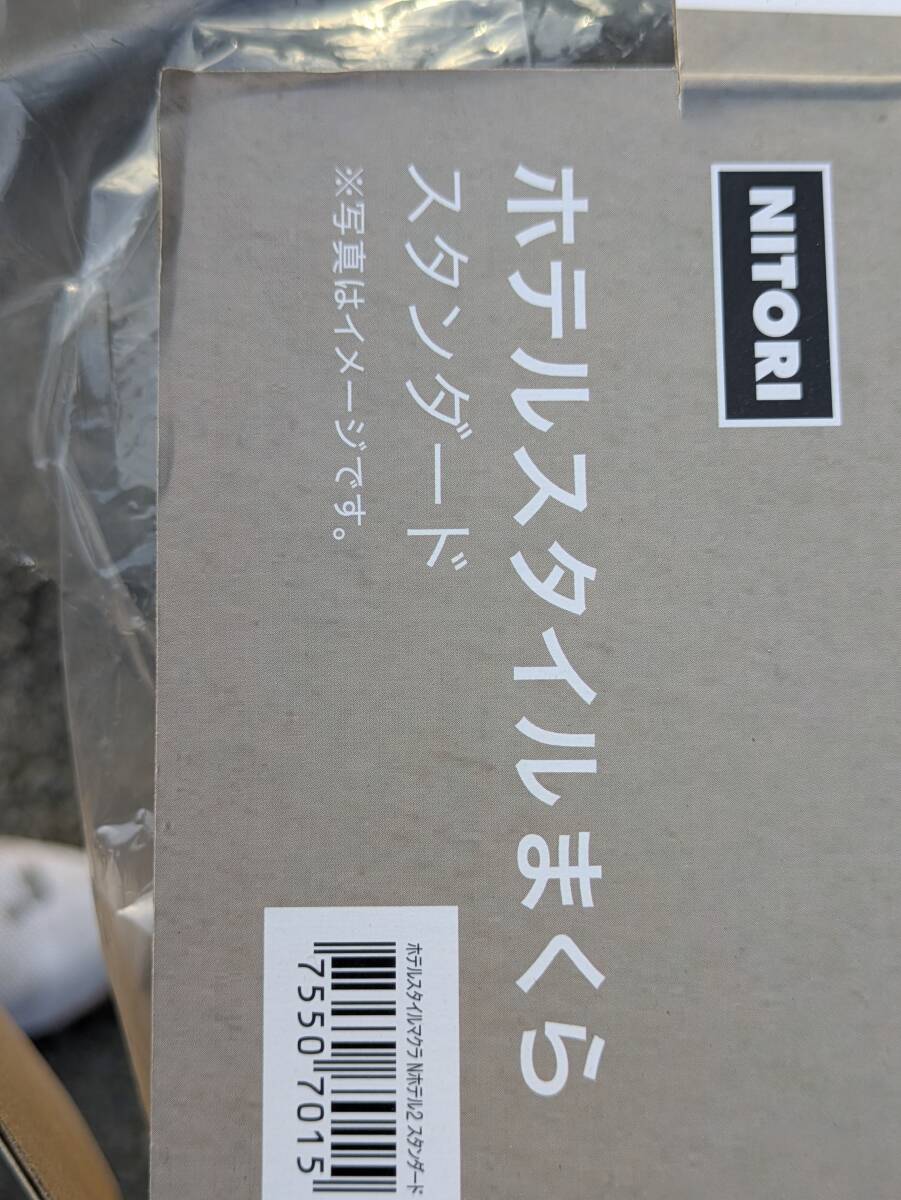 NITORI
ホテルスタイルまくら
スタンダード
※写真はイメージです。
ホテルスタイルマクラ Nホテル2 スタンダード
7550 7015